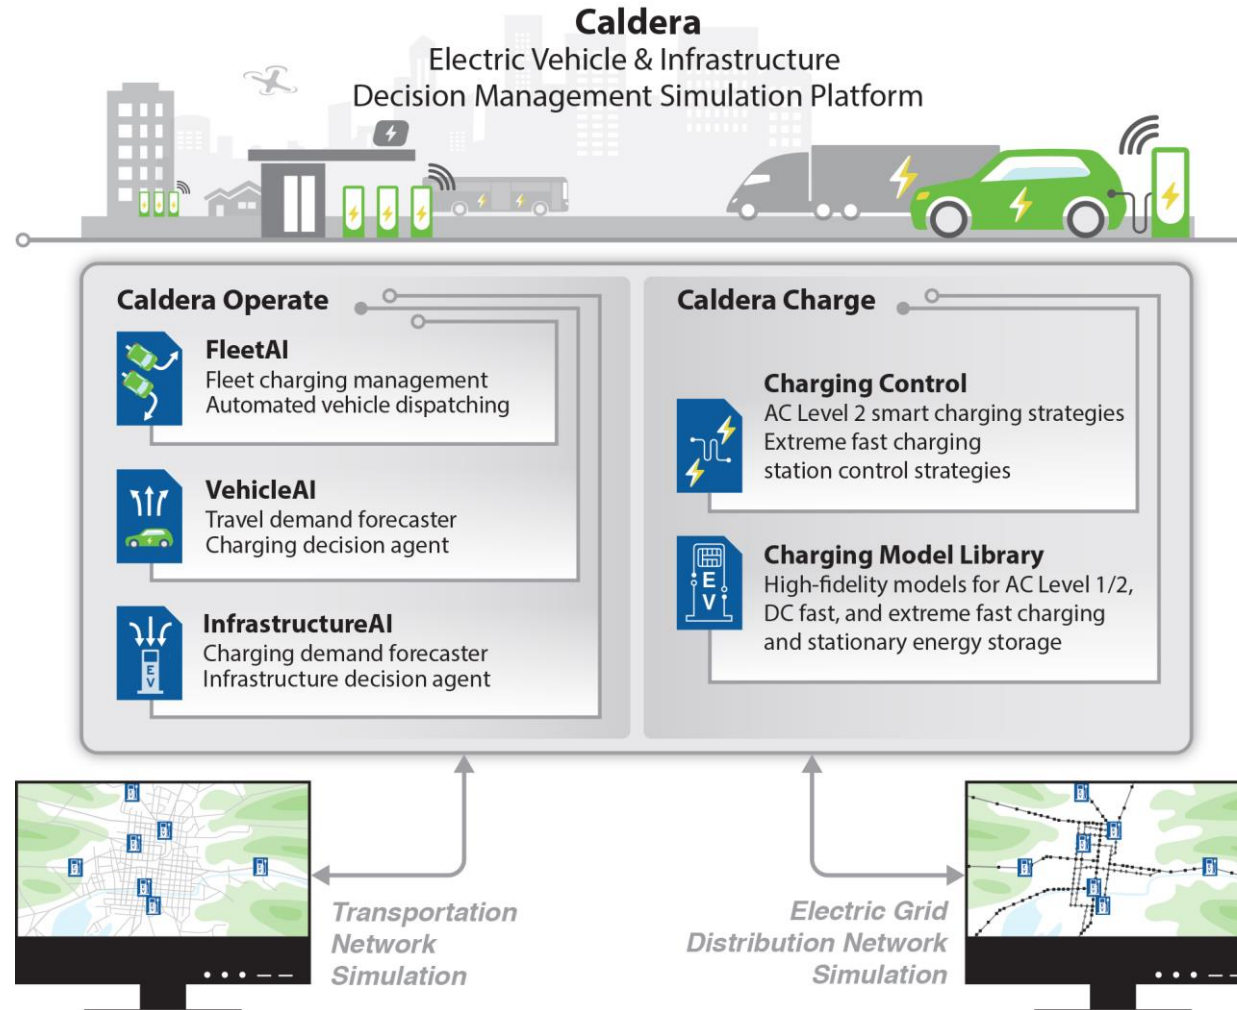 Caldera
Electric Vehicle & Infrastructure
Decision Management Simulation Platform
Caldera Operate
FleetAI
Fleet charging management
Automated vehicle dispatching
VehicleAI
Travel demand forecaster
Charging decision agent
InfrastructureAI
Charging demand forecaster
Infrastructure decision agent
E
V
Caldera Charge
Charging Control
AC Level 2 smart charging strategies
Extreme fast charging
station control strategies
Charging Model Library
High-fidelity models for AC Level 1/2,
DC fast, and extreme fast charging
and stationary energy storage
E
V
Transportation
Network
Simulation
Electric Grid
Distribution Network
Simulation